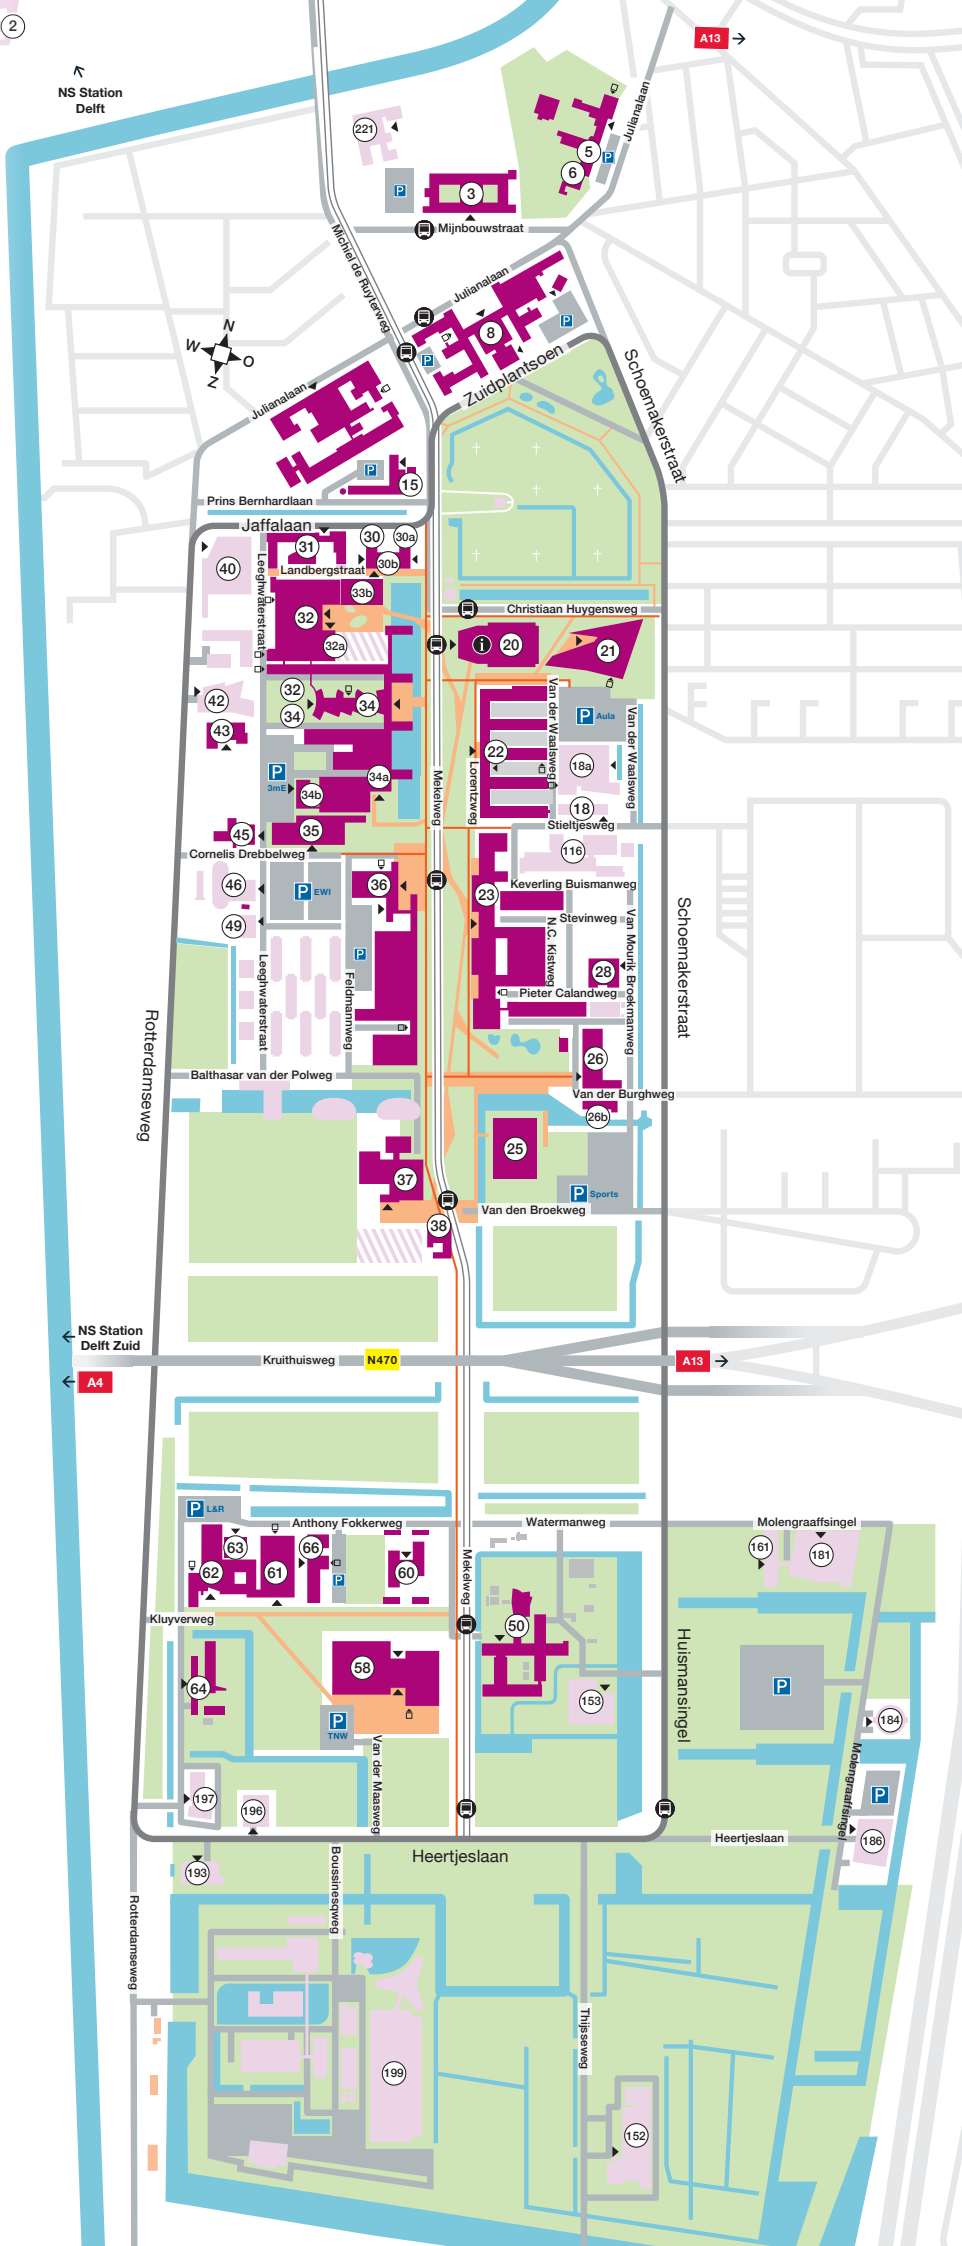 2
A13
NS Station
Delft
221
P
3
5
6
P
Julianalaan
Mijnbouwstraat
Michiel de Ruyterweg
Julianalaan
8
P
P
Zuidplantsoen
N
W
O
Z
Schoemakerstraat
Julianalaan
P
15
Prins Bernhardlaan
Jaffalaan
31
30
30a
30b
40
Leeghwaterstraat
Landbergstraat
33b
32
32a
Christiaan Huygensweg
i
20
21
42
32
34
34
43
Van der Waalsweg
P Aula
Van der Waalsweg
22
18a
P
3mE
34a
34b
Mekelweg
Lorentzweg
18
45
35
Stieltjesweg
Cornelis Drebbelweg
116
46
P EWI
36
23
Keverling Buismanweg
49
Stevinweg
N.C. Kistweg
Van Mourik Broekmanweg
Schoemakerstraat
P
28
Leeghwaterstraat
Feldmannweg
Pieter Calandweg
Rotterdamseweg
26
Balthasar van der Polweg
Van der Burghweg
26b
25
37
P Sports
38
Van den Broekweg
NS Station
Delft Zuid
Kruithuisweg
N470
A13
A4
P L&R
Anthony Fokkerweg
Watermanweg
Molengraaffsingel
63
66
161
181
62
61
60
P
Mekelweg
Kluyverweg
50
58
Huismansingel
64
153
P
184
P
TNW
Van der Maasweg
Molengraaffsingel
197
196
P
186
Heertjeslaan
Heertjeslaan
193
Boussinesqweg
Rotterdamseweg
Thijsseweg
199
152